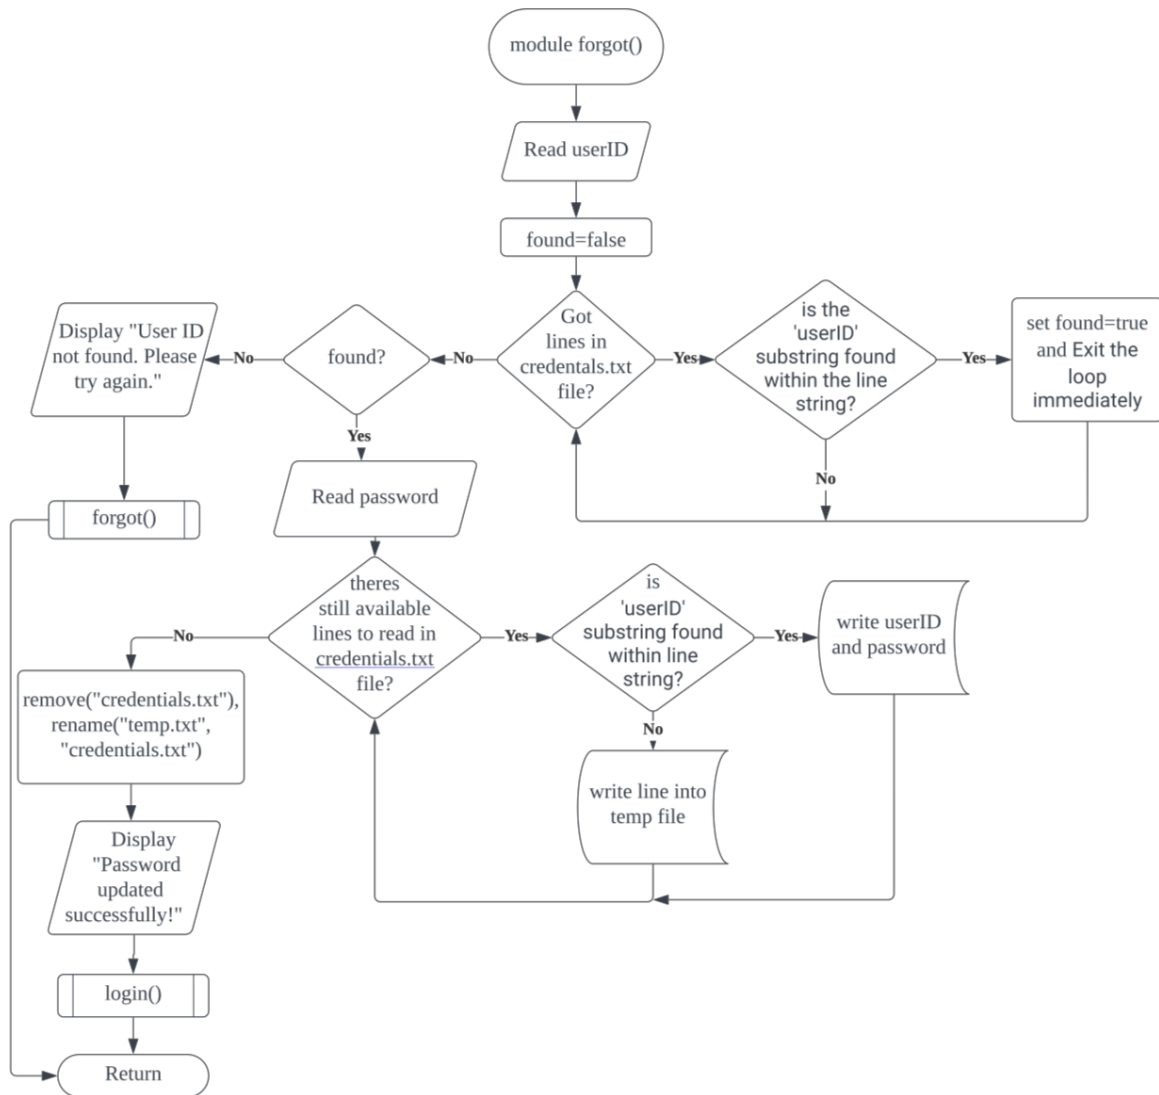 module forgot()
Read userID
found=false
Got
lines in
credentals.txt
file?
Yes
is the
'userID'
substring found
within the line
string?
Yes
set found=true
and Exit the
loop
immediately
No
No
found?
No
Display "User ID
not found. Please
try again."
forgot()
Yes
Read password
theres
still available
lines to read in
credentials.txt
file?
Yes
is
'userID'
substring found
within line
string?
Yes
write userID
and password
No
write line into
temp file
No
remove("credentials.txt"),
rename("temp.txt",
"credentials.txt")
Display
"Password
updated
successfully!"
login()
Return